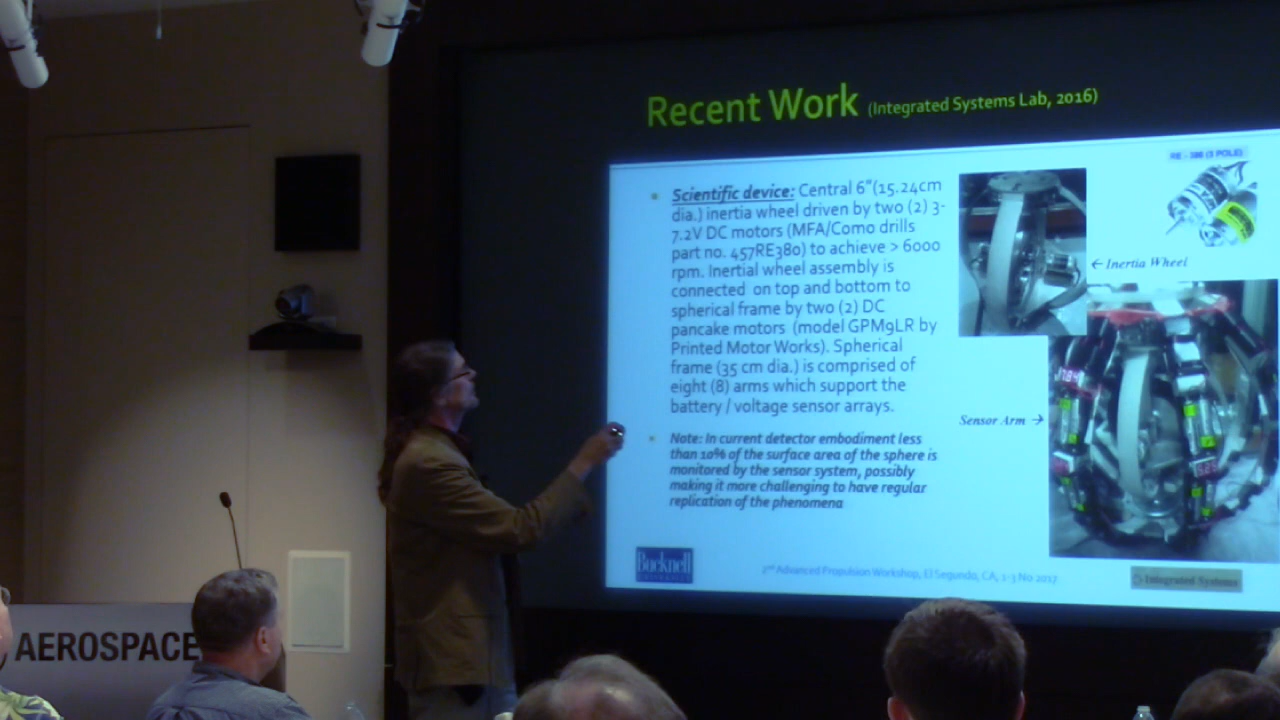 Recent Work (Integrated Systems Lab, 2016)
RE - 380 (3 POLE)
Scientific device: Central 6"(15.24cm
dia.) inertia wheel driven by two (2) 3-
7.2V DC motors (MFA/Como drills
part no. 457RE380) to achieve > 6000
rpm. Inertial wheel assembly is
connected on top and bottom to
spherical frame by two (2) DC
pancake motors (model GPM9LR by
Printed Motor Works). Spherical
frame (35 cm dia.) is comprised of
eight (8) arms which support the
battery / voltage sensor arrays.
← Inertia Wheel
Sensor Arm →
Note: In current detector embodiment less
than 10% of the surface area of the sphere is
monitored by the sensor system, possibly
making it more challenging to have regular
replication of the phenomena
Bucknell
UNIVERSITY
2nd Advanced Propulsion Workshop, El Segundo, CA, 1-3 No 2017
Integrated Systems
AEROSPACE